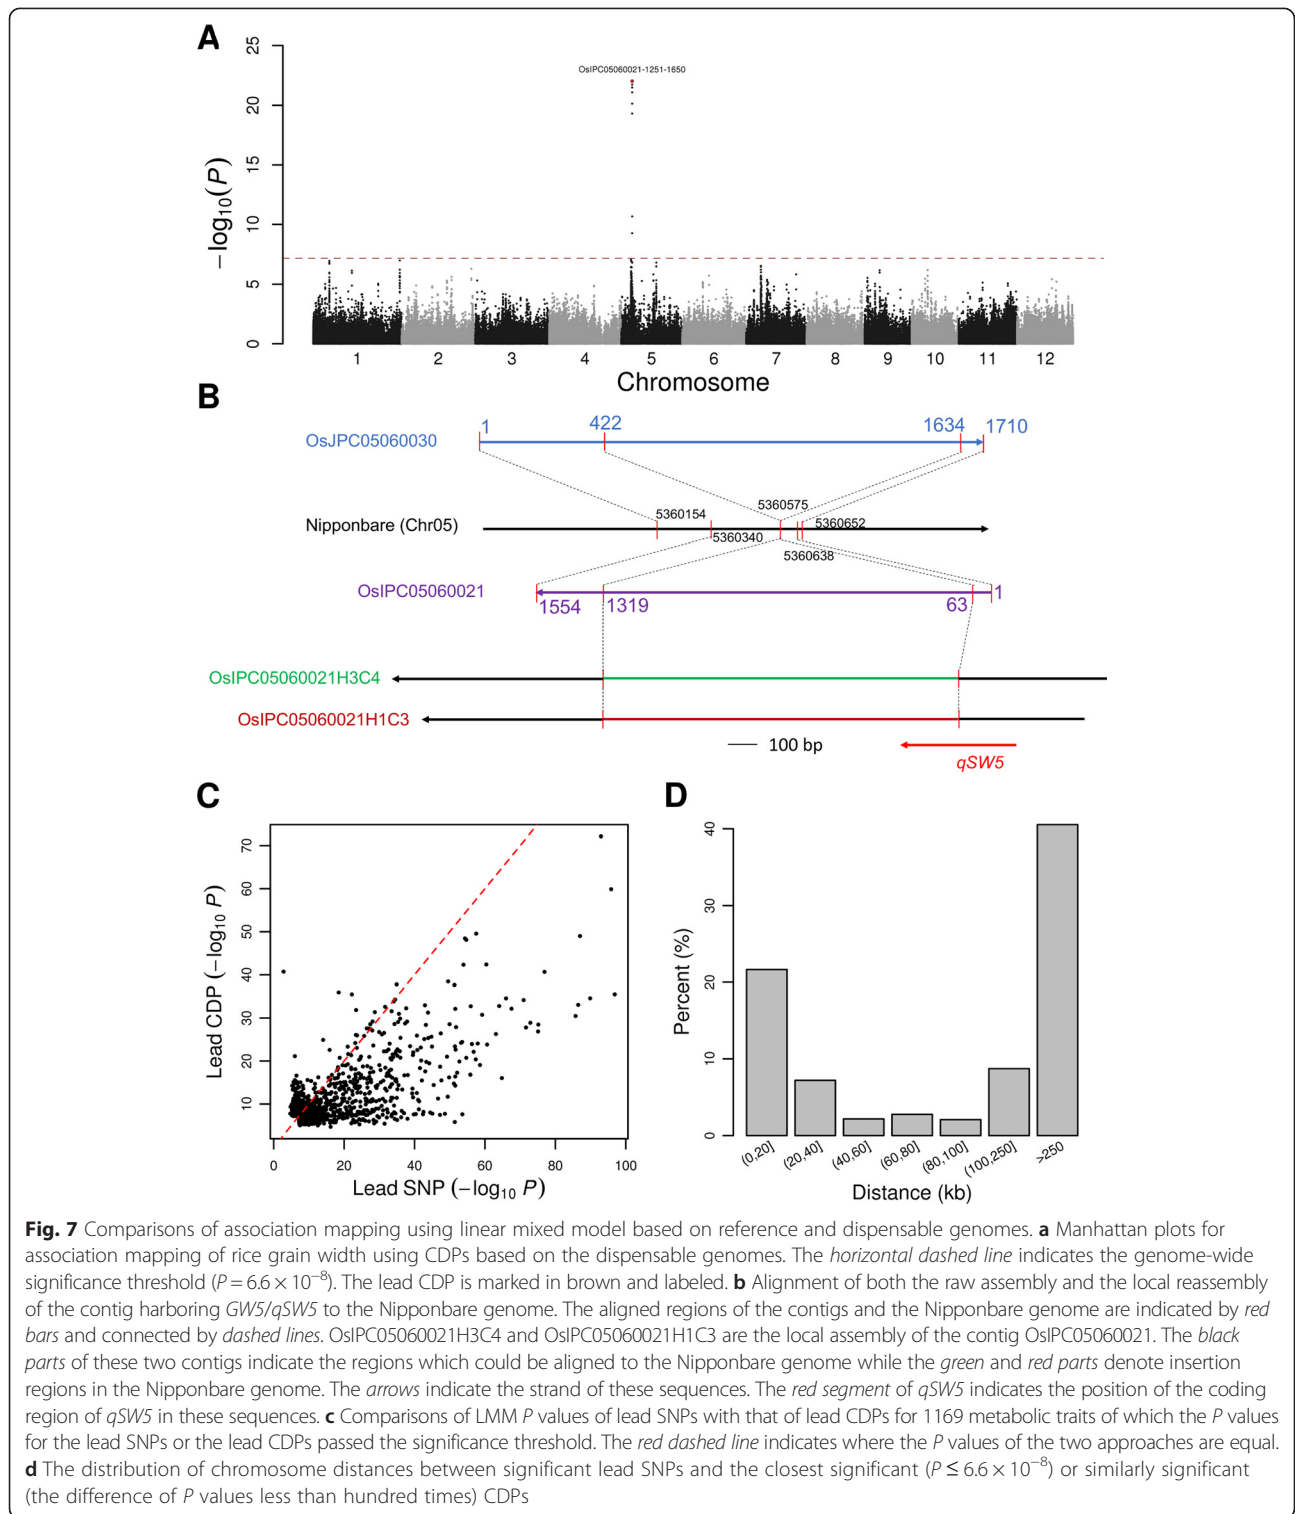 A
25
20
15
10
5
0
−log10(P)
OsIPC05060021-1251-1650
1 2 3 4 5 6 7 8 9 10 11 12
Chromosome
B
1 422 1634 1710
OsJPC05060030
5360154 5360575
Nipponbare (Chr05)
5360340 5360652
5360638
OsIPC05060021
1554 1319 63 1
OsIPC05060021H3C4
OsIPC05060021H1C3
100 bp
qSW5
C
70
60
50
40
30
20
10
Lead CDP (−log10 P)
0 20 40 60 80 100
Lead SNP (−log10 P)
D
40
30
20
10
0
Percent (%)
(0,20] (20,40] (40,60] (60,80] (80,100] (100,250] >250
Distance (kb)
Fig. 7 Comparisons of association mapping using linear mixed model based on reference and dispensable genomes. a Manhattan plots for
association mapping of rice grain width using CDPs based on the dispensable genomes. The horizontal dashed line indicates the genome-wide
significance threshold (P = 6.6 × 10−8). The lead CDP is marked in brown and labeled. b Alignment of both the raw assembly and the local reassembly
of the contig harboring GW5/qSW5 to the Nipponbare genome. The aligned regions of the contigs and the Nipponbare genome are indicated by red
bars and connected by dashed lines. OsIPC05060021H3C4 and OsIPC05060021H1C3 are the local assembly of the contig OsIPC05060021. The black
parts of these two contigs indicate the regions which could be aligned to the Nipponbare genome while the green and red parts denote insertion
regions in the Nipponbare genome. The arrows indicate the strand of these sequences. The red segment of qSW5 indicates the position of the coding
region of qSW5 in these sequences. c Comparisons of LMM P values of lead SNPs with that of lead CDPs for 1169 metabolic traits of which the P values
for the lead SNPs or the lead CDPs passed the significance threshold. The red dashed line indicates where the P values of the two approaches are equal.
d The distribution of chromosome distances between significant lead SNPs and the closest significant (P ≤ 6.6 × 10−8) or similarly significant
(the difference of P values less than hundred times) CDPs